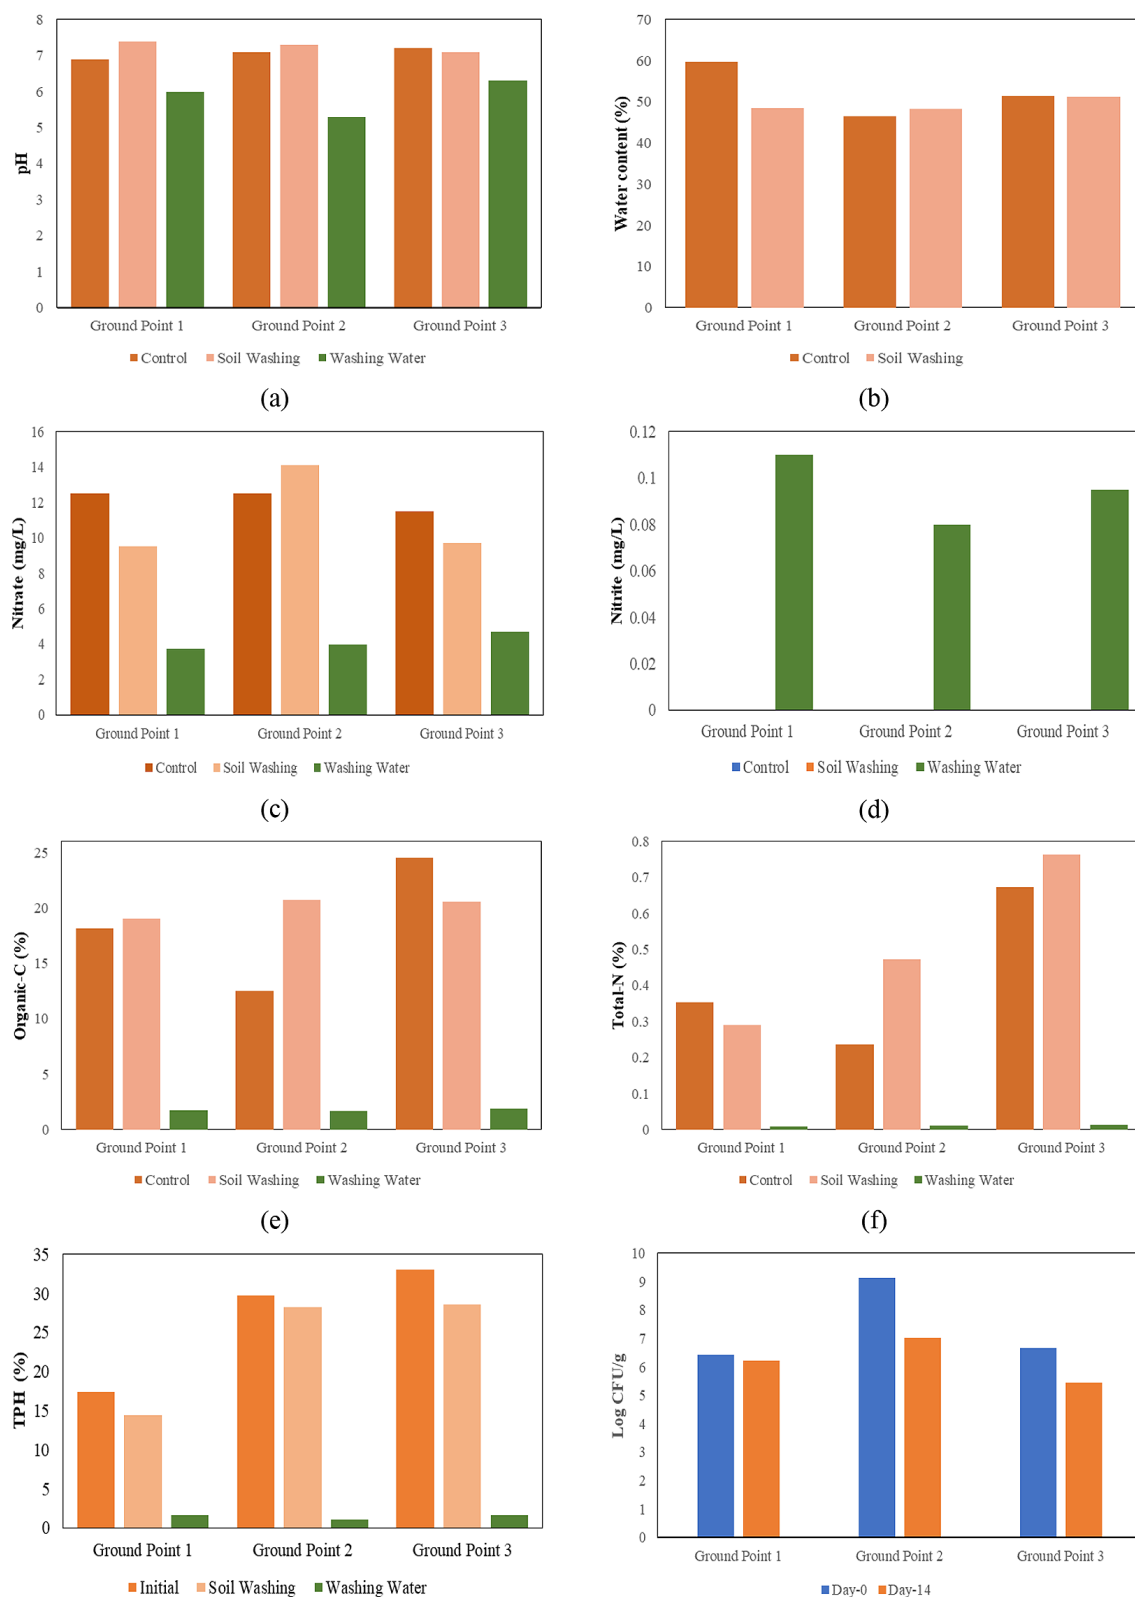 8
7
6
5
4
3
2
1
0
pH
Ground Point 1 Ground Point 2 Ground Point 3
Control Soil Washing Washing Water
(a)
70
60
50
40
30
20
10
0
Water content (%)
Ground Point 1 Ground Point 2 Ground Point 3
Control Soil Washing
(b)
16
14
12
10
8
6
4
2
0
Nitrate (mg/L)
Ground Point 1 Ground Point 2 Ground Point 3
Control Soil Washing Washing Water
(c)
0.12
0.1
0.08
0.06
0.04
0.02
0
Nitrite (mg/L)
Ground Point 1 Ground Point 2 Ground Point 3
Control Soil Washing Washing Water
(d)
25
20
15
10
5
0
Organic-C (%)
Ground Point 1 Ground Point 2 Ground Point 3
Control Soil Washing Washing Water
(e)
0.8
0.7
0.6
0.5
0.4
0.3
0.2
0.1
0
Total-N (%)
Ground Point 1 Ground Point 2 Ground Point 3
Control Soil Washing Washing Water
(f)
35
30
25
20
15
10
5
0
TPH (%)
Ground Point 1 Ground Point 2 Ground Point 3
Initial Soil Washing Washing Water
10
9
8
7
6
5
4
3
2
1
0
Log CFU/g
Ground Point 1 Ground Point 2 Ground Point 3
Day-0 Day-14